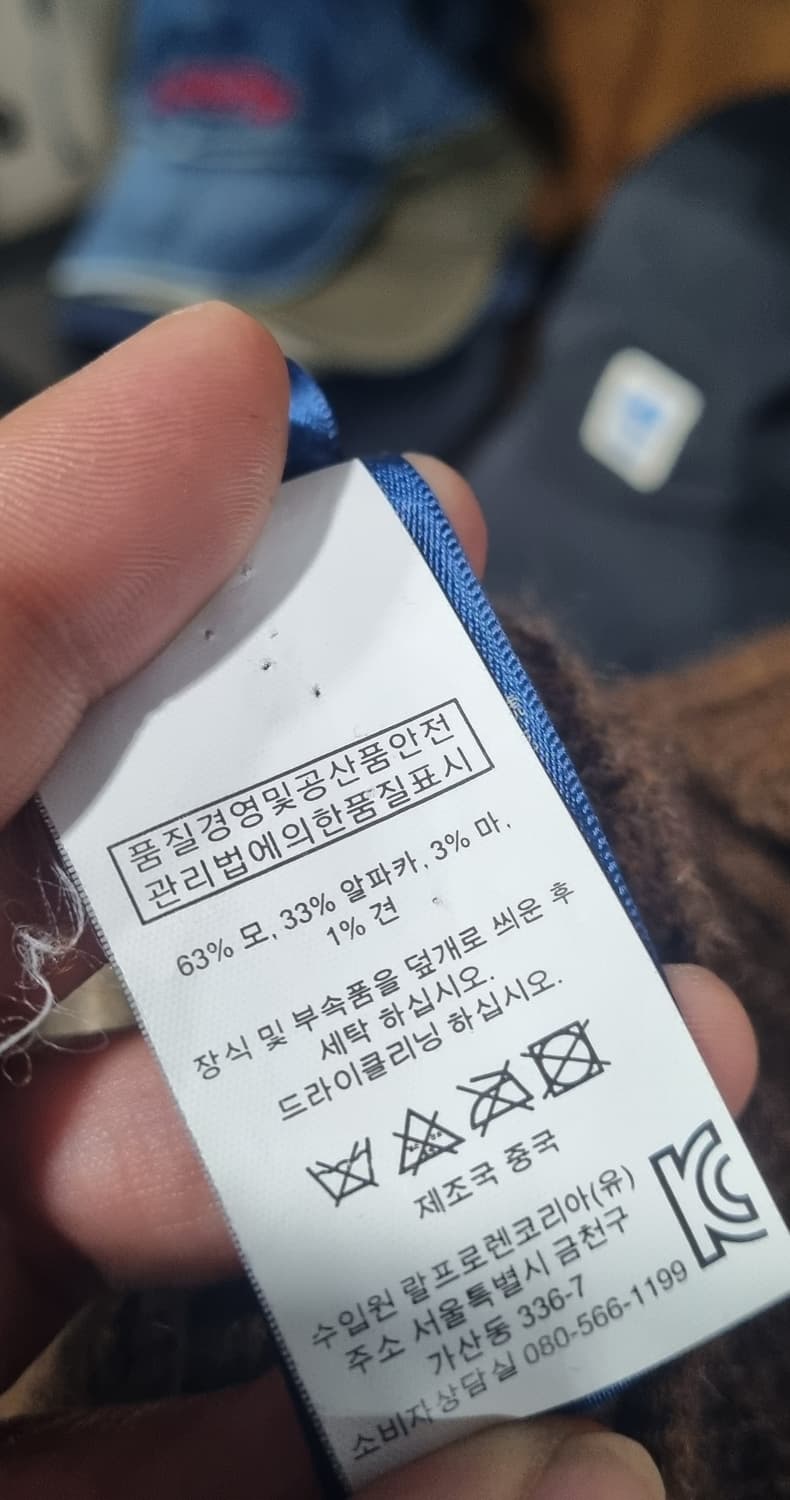 품질경영및공산품안전
관리법에의한품질표시
63% 모, 33% 알파카, 3% 마,
1% 견
장식 및 부속품을 덮개로 씌운 후
세탁 하십시오.
드라이클리닝 하십시오.
제조국 중국
수입원 랄프로렌코리아(유)
주소 서울특별시 금천구
가산동 336-7
소비자상담실 080-566-1199